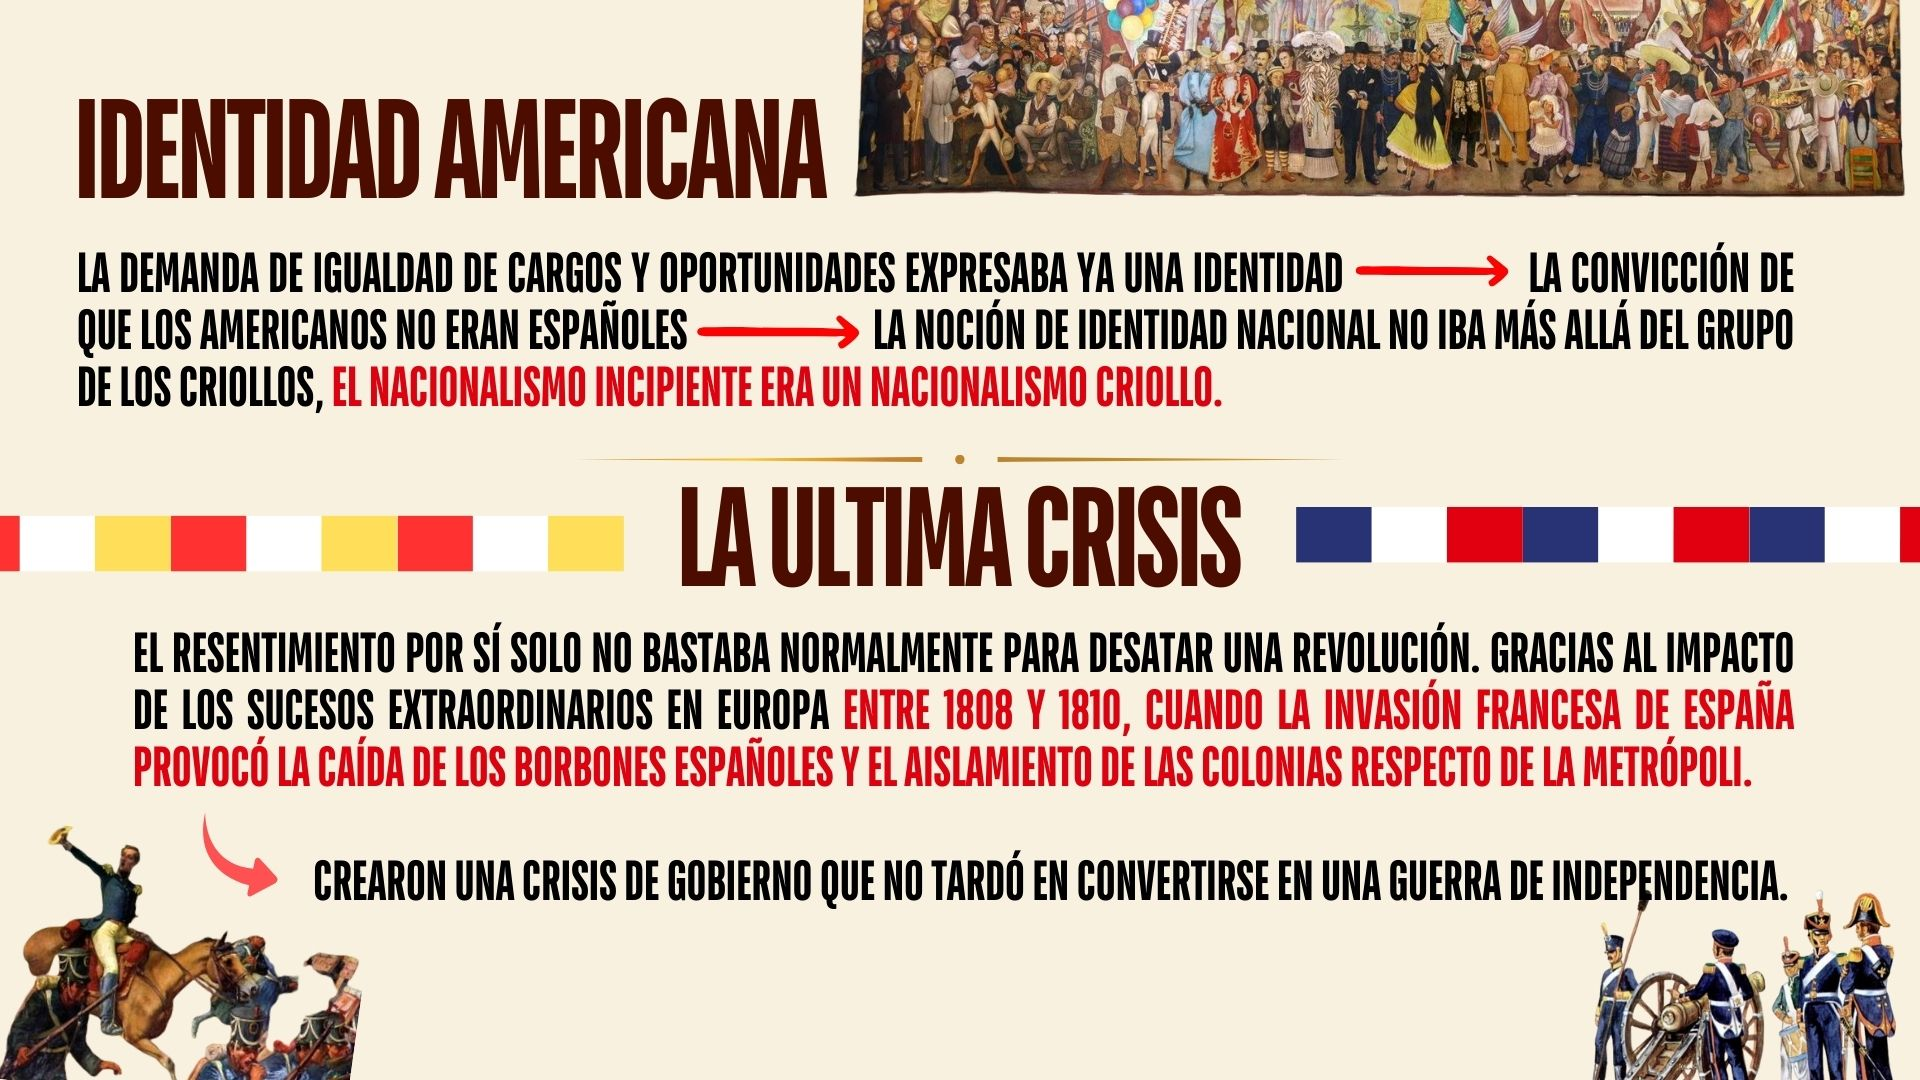 IDENTIDAD AMERICANA
LA DEMANDA DE IGUALDAD DE CARGOS Y OPORTUNIDADES EXPRESABA YA UNA IDENTIDAD LA CONVICCIÓN DE
QUE LOS AMERICANOS NO ERAN ESPAÑOLES LA NOCIÓN DE IDENTIDAD NACIONAL NO IBA MÁS ALLÁ DEL GRUPO
DE LOS CRIOLLOS, EL NACIONALISMO INCIPIENTE ERA UN NACIONALISMO CRIOLLO.
LA ULTIMA CRISIS
EL RESENTIMIENTO POR SÍ SOLO NO BASTABA NORMALMENTE PARA DESATAR UNA REVOLUCIÓN. GRACIAS AL IMPACTO
DE LOS SUCESOS EXTRAORDINARIOS EN EUROPA ENTRE 1808 Y 1810, CUANDO LA INVASIÓN FRANCESA DE ESPAÑA
PROVOCÓ LA CAÍDA DE LOS BORBONES ESPAÑOLES Y EL AISLAMIENTO DE LAS COLONIAS RESPECTO DE LA METRÓPOLI.
CREARON UNA CRISIS DE GOBIERNO QUE NO TARDÓ EN CONVERTIRSE EN UNA GUERRA DE INDEPENDENCIA.